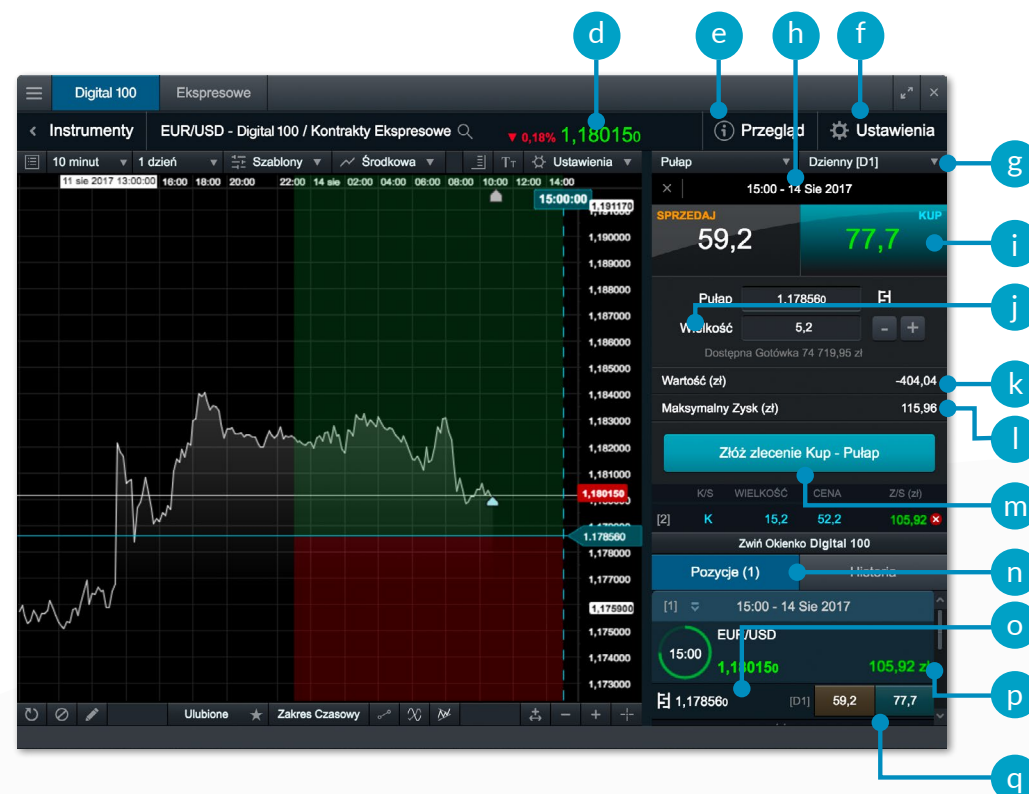 d e h f
Digital 100 Ekspresowe
Instrumenty EUR/USD - Digital 100 / Kontrakty Ekspresowe ▼ 0,18% 1,180150 Przegląd Ustawienia
10 minut ▼ 1 dzień ▼ Szablony ▼ Środkowa ▼ TT Ustawienia ▼ Pułap ▼ Dzienny [D1] ▼ g
11 sie 2017 13:00:00 16:00 18:00 20:00 22:00 14 sie 02:00 04:00 06:00 08:00 10:00 12:00 14:00
15:00 - 14 Sie 2017
15:00:00
1,191170
1,190000
1,189000
1,188000
1,187000
1,186000
1,185000
1,184000
1,183000
1,182000
1,181000
1,180150
1.178560
1,178000
1,177000
1,175900
1,175000
1,174000
1,173000
SPRZEDAJ KUP
59,2 77,7 i
Pułap 1,178560
j
Wielkość 5,2 - +
Dostępna Gotówka 74 719,95 zł
Wartość (zł) -404,04 k
Maksymalny Zysk (zł) 115,96
l
Złóż zlecenie Kup - Pułap
K/S WIELKOŚĆ CENA Z/S (zł) m
[2] K 15,2 52,2 105,92
Zwiń Okienko Digital 100
Pozycje (1) Historia n
[1] 15:00 - 14 Sie 2017
EUR/USD o
15:00
1,180150 105,92 zł
1,178560 [D1] 59,2 77,7 p
Ulubione Zakres Czasowy
q